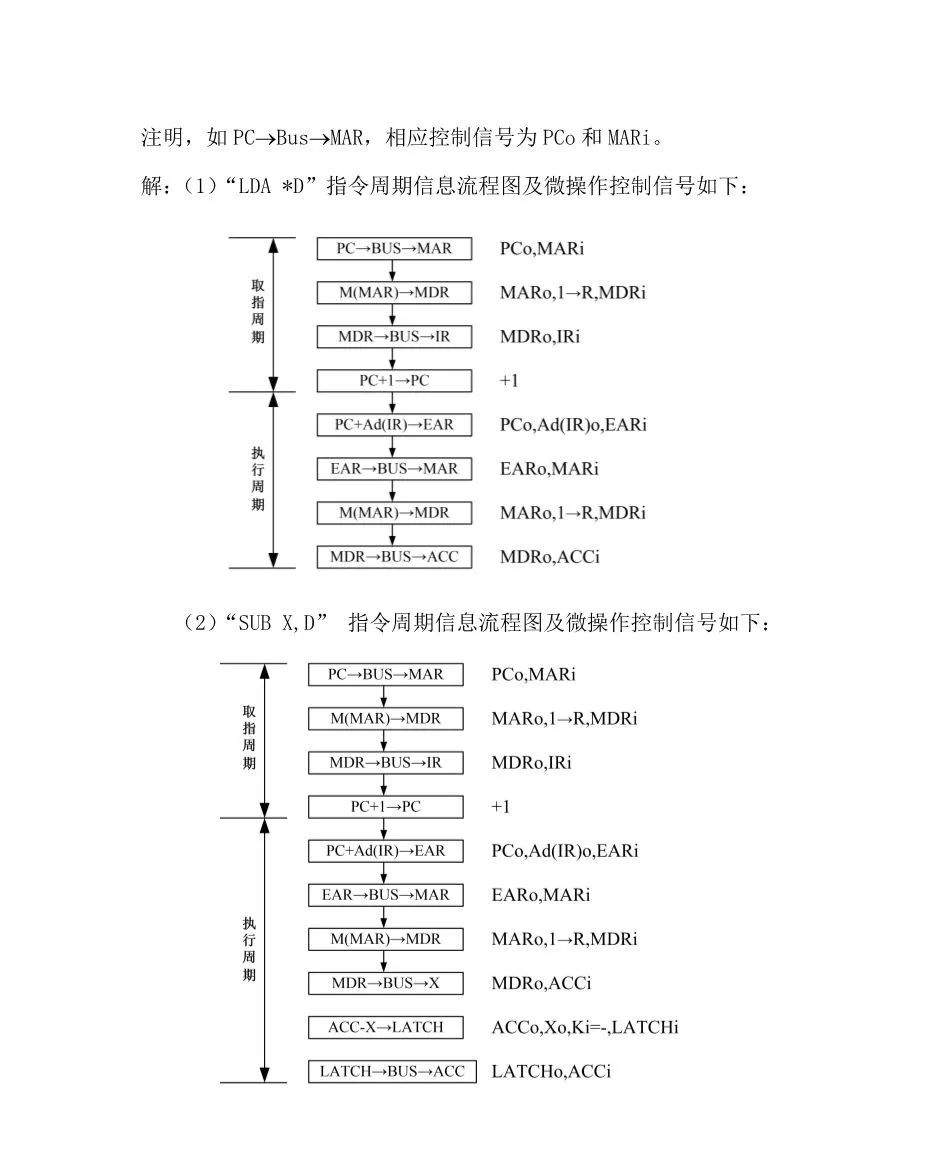 注明，如 PC→Bus→MAR，相应控制信号为 PCo 和 MARi。
解：（1）“LDA *D”指令周期信息流程图及微操作控制信号如下：
取指周期
PC→BUS→MAR PCo,MARi
M(MAR)→MDR MARo,1→R,MDRi
MDR→BUS→IR MDRo,IRi
PC+1→PC +1
执行周期
PC+Ad(IR)→EAR PCo,Ad(IR)o,EARi
EAR→BUS→MAR EARo,MARi
M(MAR)→MDR MARo,1→R,MDRi
MDR→BUS→ACC MDRo,ACCi
（2）“SUB X,D” 指令周期信息流程图及微操作控制信号如下：
取指周期
PC→BUS→MAR PCo,MARi
M(MAR)→MDR MARo,1→R,MDRi
MDR→BUS→IR MDRo,IRi
PC+1→PC +1
执行周期
PC+Ad(IR)→EAR PCo,Ad(IR)o,EARi
EAR→BUS→MAR EARo,MARi
M(MAR)→MDR MARo,1→R,MDRi
MDR→BUS→X MDRo,ACCi
ACC-X→LATCH ACCo,Xo,Ki=-,LATCHi
LATCH→BUS→ACC LATCHo,ACCi